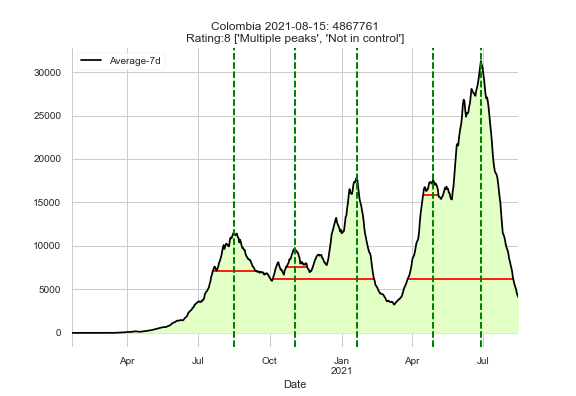 Colombia 2021-08-15: 4867761
Rating:8 ['Multiple peaks', 'Not in control']
Average-7d
30000
25000
20000
15000
10000
5000
0
Apr Jul Oct Jan Apr Jul
2021
Date